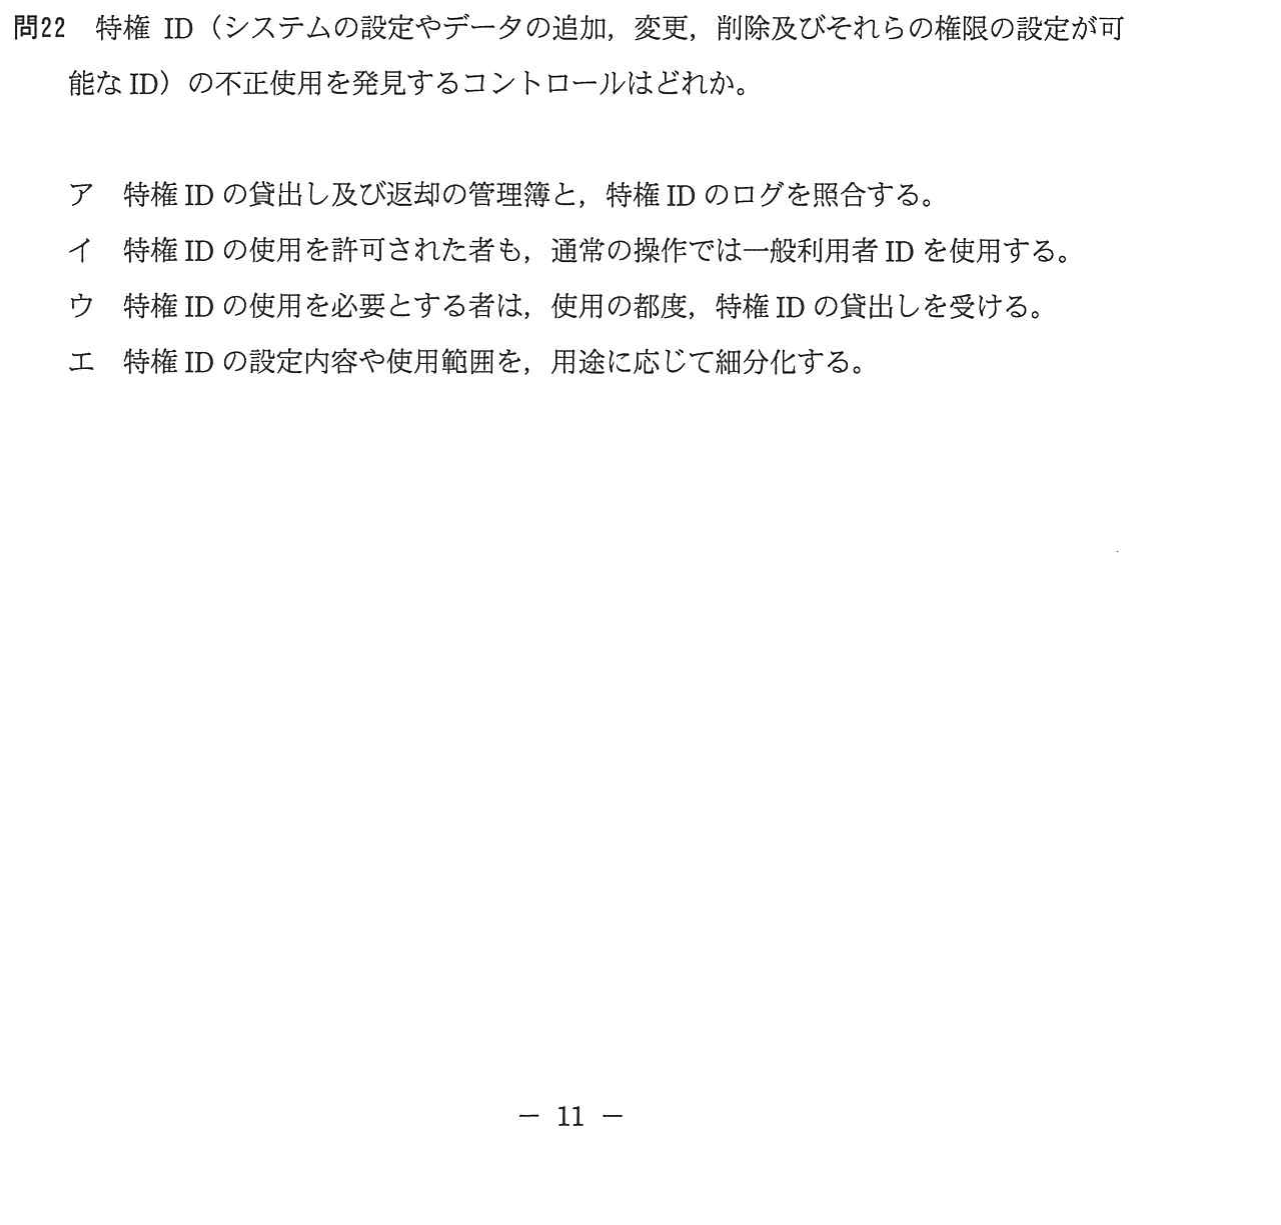 問22 特権 ID（システムの設定やデータの追加，変更，削除及びそれらの権限の設定が可
能な ID）の不正使用を発見するコントロールはどれか。
ア 特権 ID の貸出し及び返却の管理簿と，特権 ID のログを照合する。
イ 特権 ID の使用を許可された者も，通常の操作では一般利用者 ID を使用する。
ウ 特権 ID の使用を必要とする者は，使用の都度，特権 ID の貸出しを受ける。
エ 特権 ID の設定内容や使用範囲を，用途に応じて細分化する。
－ 11 －